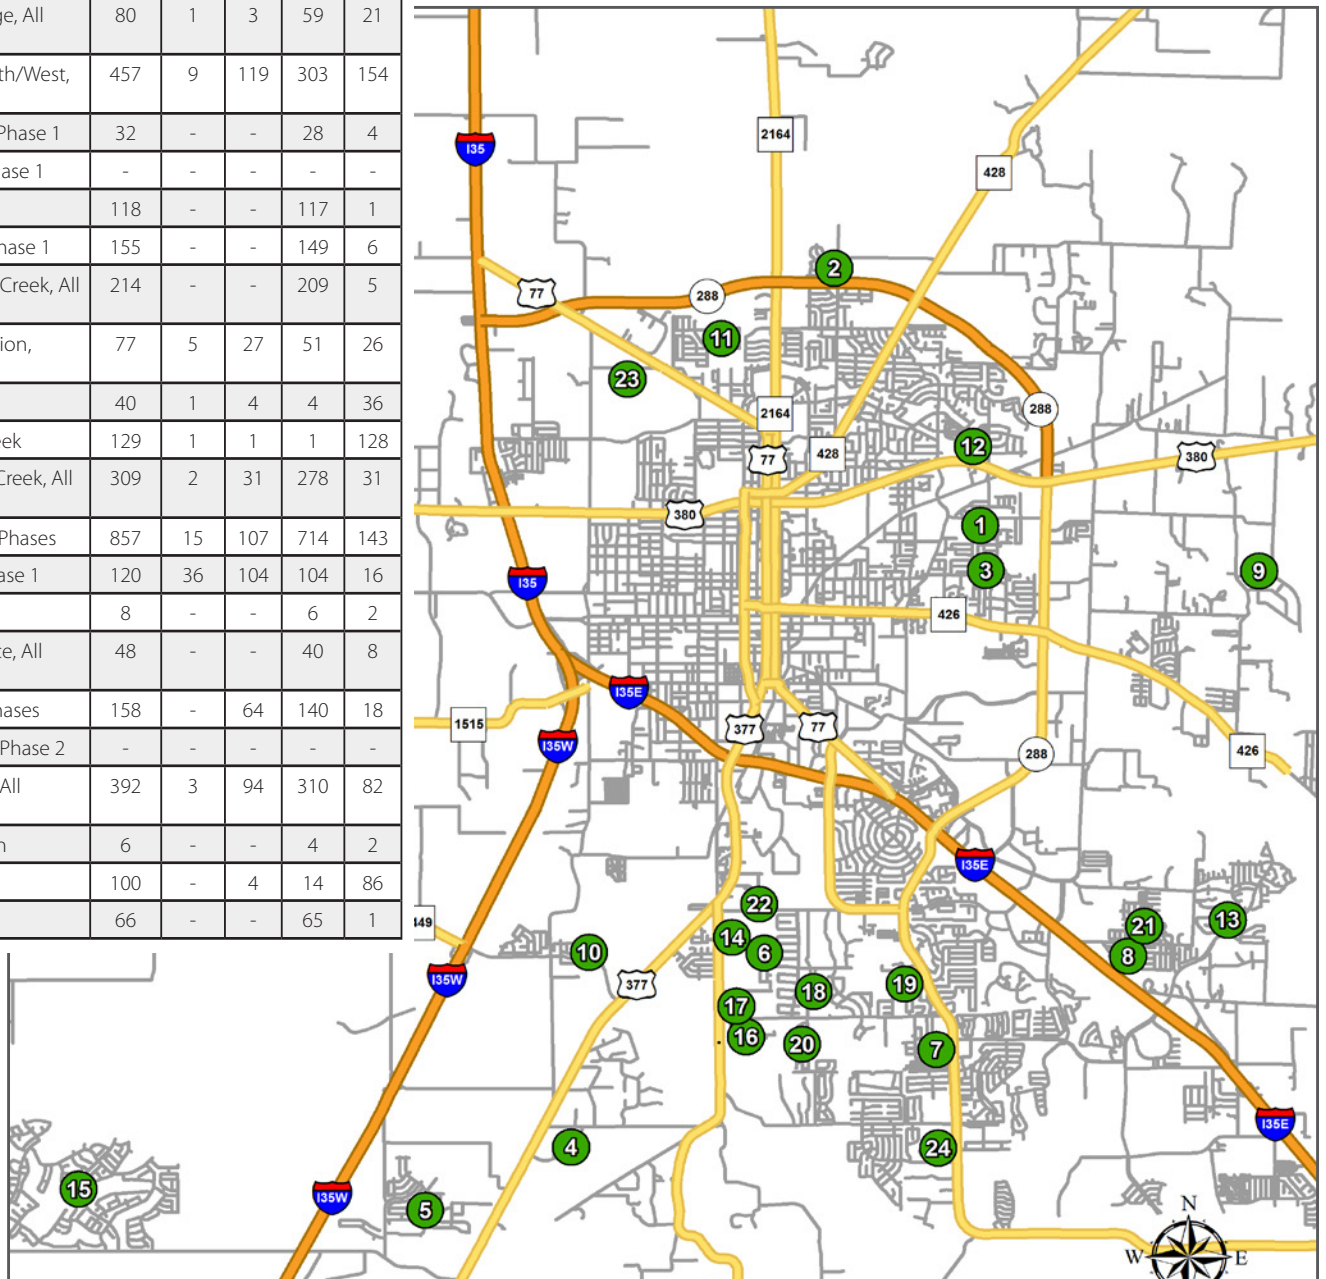 ge, All 80 1 3 59 21
th/West, 457 9 119 303 154
Phase 1 32 - - 28 4
ase 1 - - - - -
118 - - 117 1
hase 1 155 - - 149 6
Creek, All 214 - - 209 5
ion, 77 5 27 51 26
40 1 4 4 36
eek 129 1 1 1 128
Creek, All 309 2 31 278 31
Phases 857 15 107 714 143
ase 1 120 36 104 104 16
8 - - 6 2
ce, All 48 - - 40 8
hases 158 - 64 140 18
Phase 2 - - - - -
All 392 3 94 310 82
n 6 - - 4 2
100 - 4 14 86
66 - - 65 1
2164
I35
428
2
77
288
11
23
288
2164
12
428
380
77
380
1
3
9
I35
426
I35E
1515
377
77
I35W
426
288
I35E
22
449
21
13
14
6
10
8
I35W
377
18
19
17
16
20
7
I35E
4
24
15
I35W
5
N
W
E